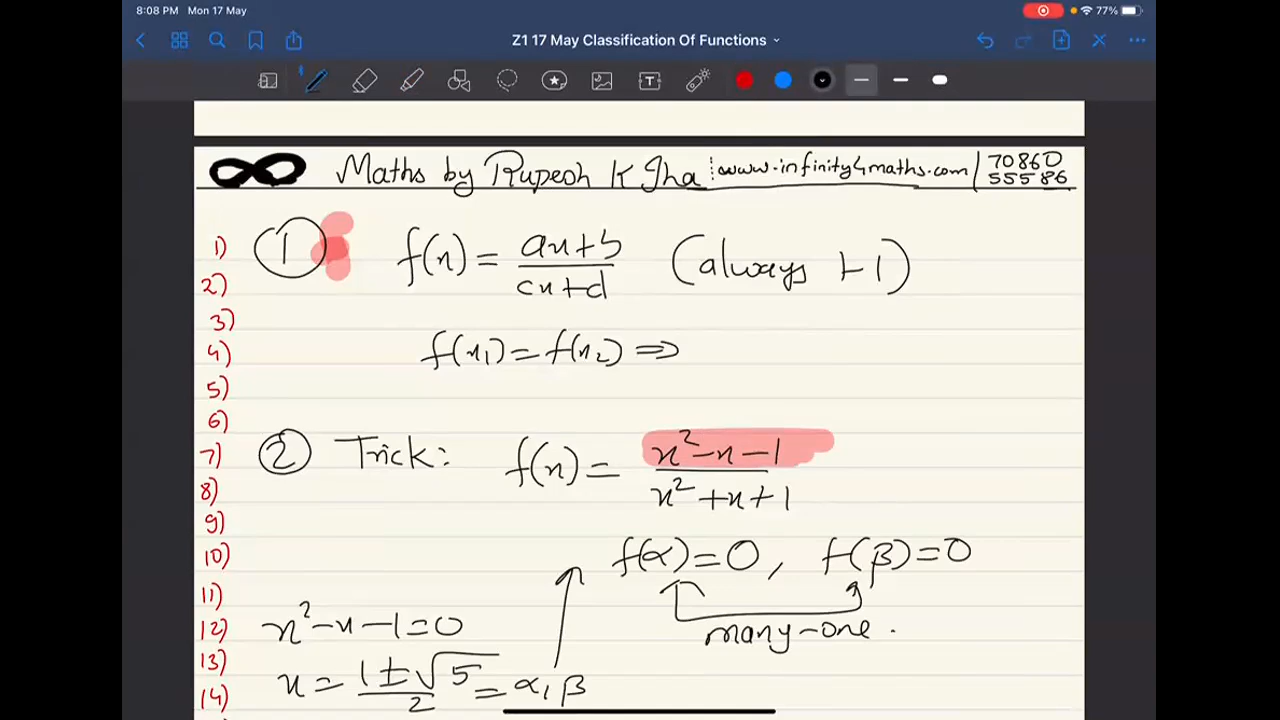 8:08 PM Mon 17 May
77%
Z1 17 May Classification Of Functions
Maths by Rupesh K Jha www.infinity4maths.com / 70860 55586
1) ① f(x) = (ax+b)/(cx+d) (always 1-1)
2)
3)
4) f(x₁) = f(x₂) ⇒
5)
6)
7) ② Trick: f(x) = (x²-x-1)/(x²+x+1)
8)
9)
10) f(α)=0, f(β)=0
11)
12) x²-x-1=0 many-one.
13) x = (1±√5)/2 = α, β
14)